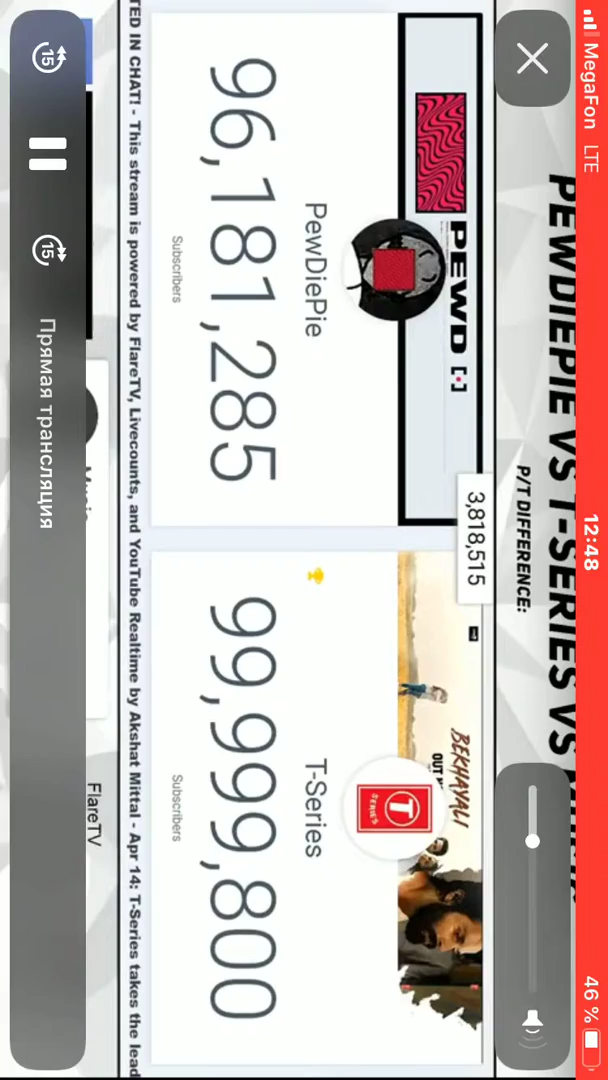 MegaFon LTE 12:48 46 %
PEWDIEPIE VS T-SERIES VS
P/T DIFFERENCE:
3,818,515
PEWD
BEKHAYALI
T
SERIES
PewDiePie
96,181,285
Subscribers
T-Series
99,999,800
Subscribers
TED IN CHAT! - This stream is powered by FlareTV, Livecounts, and YouTube Realtime by Akshat Mittal - Apr 14: T-Series takes the lead
FlareTV
15
15
Прямая трансляция